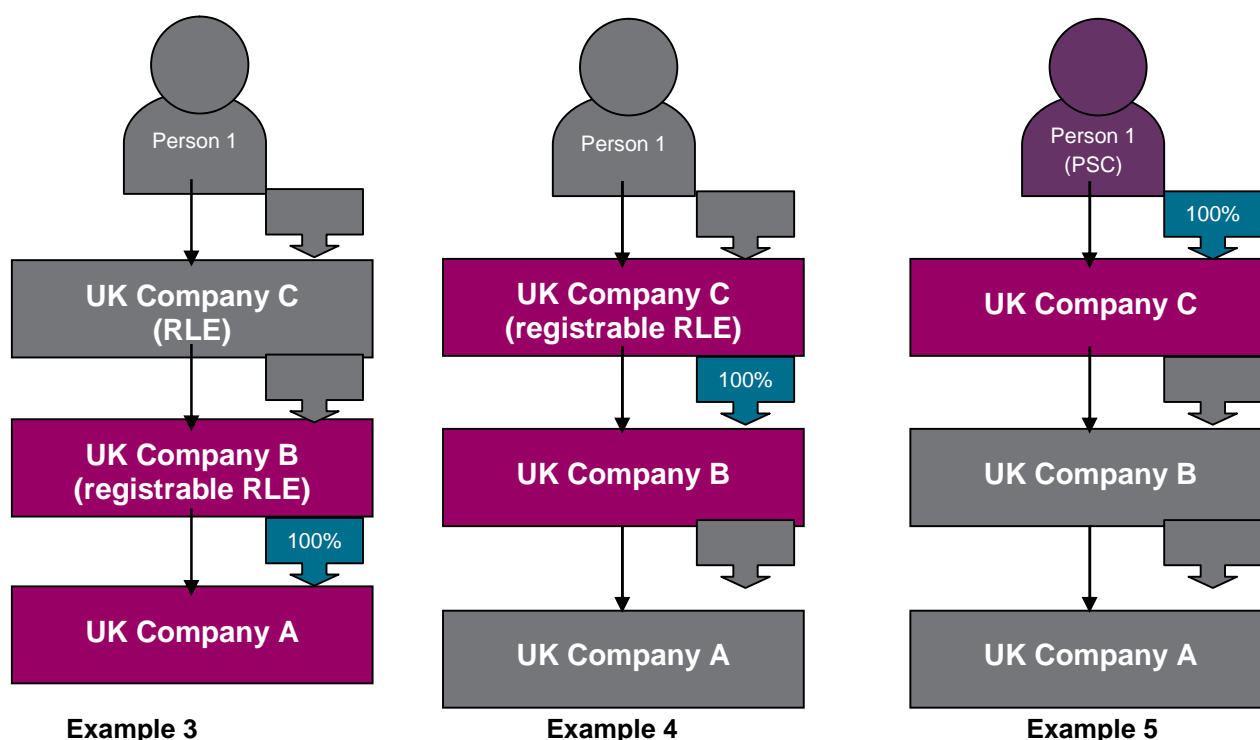 Person 1
UK Company C
(RLE)
UK Company B
(registrable RLE)
100%
UK Company A
Example 3
Person 1
UK Company C
(registrable RLE)
100%
UK Company B
UK Company A
Example 4
Person 1
(PSC)
100%
UK Company C
UK Company B
UK Company A
Example 5